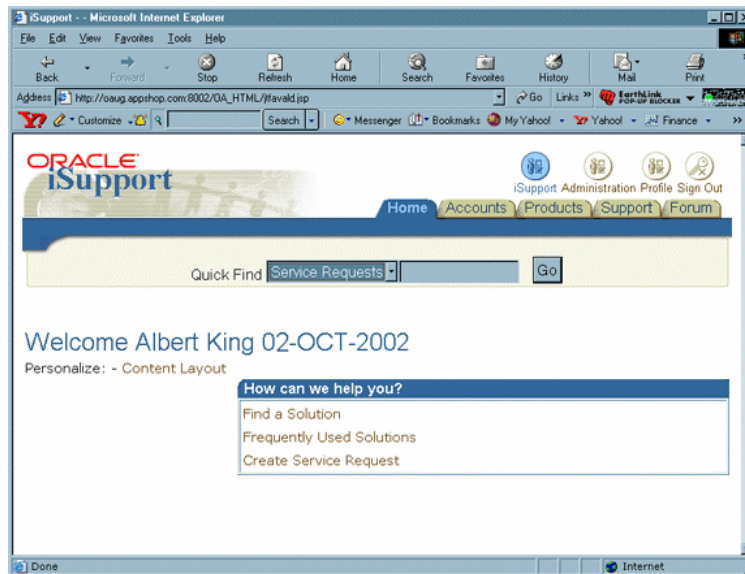 iSupport - - Microsoft Internet Explorer
File Edit View Favorites Tools Help
Back Forward Stop Refresh Home Search Favorites History Mail Print
Address http://oaug.appshop.com:8002/OA_HTML/jtfavald.jsp Go Links » EarthLink POP-UP BLOCKER
Y! Customize Search Messenger Bookmarks My Yahoo! Yahoo! Finance »
ORACLE
iSupport
iSupport Administration Profile Sign Out
Home Accounts Products Support Forum
Quick Find Service Requests Go
Welcome Albert King 02-OCT-2002
Personalize: - Content Layout
How can we help you?
Find a Solution
Frequently Used Solutions
Create Service Request
Done Internet